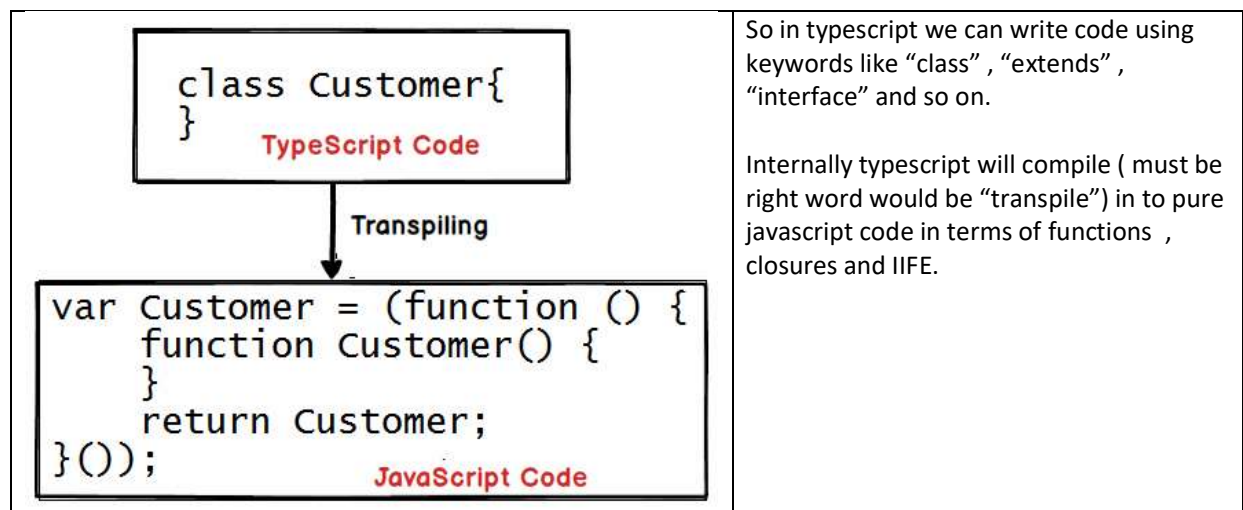 class Customer{
}
TypeScript Code
Transpiling
var Customer = (function () {
    function Customer() {
    }
    return Customer;
}());
JavaScript Code
So in typescript we can write code using
keywords like “class” , “extends” ,
“interface” and so on.
Internally typescript will compile ( must be
right word would be “transpile”) in to pure
javascript code in terms of functions ,
closures and IIFE.